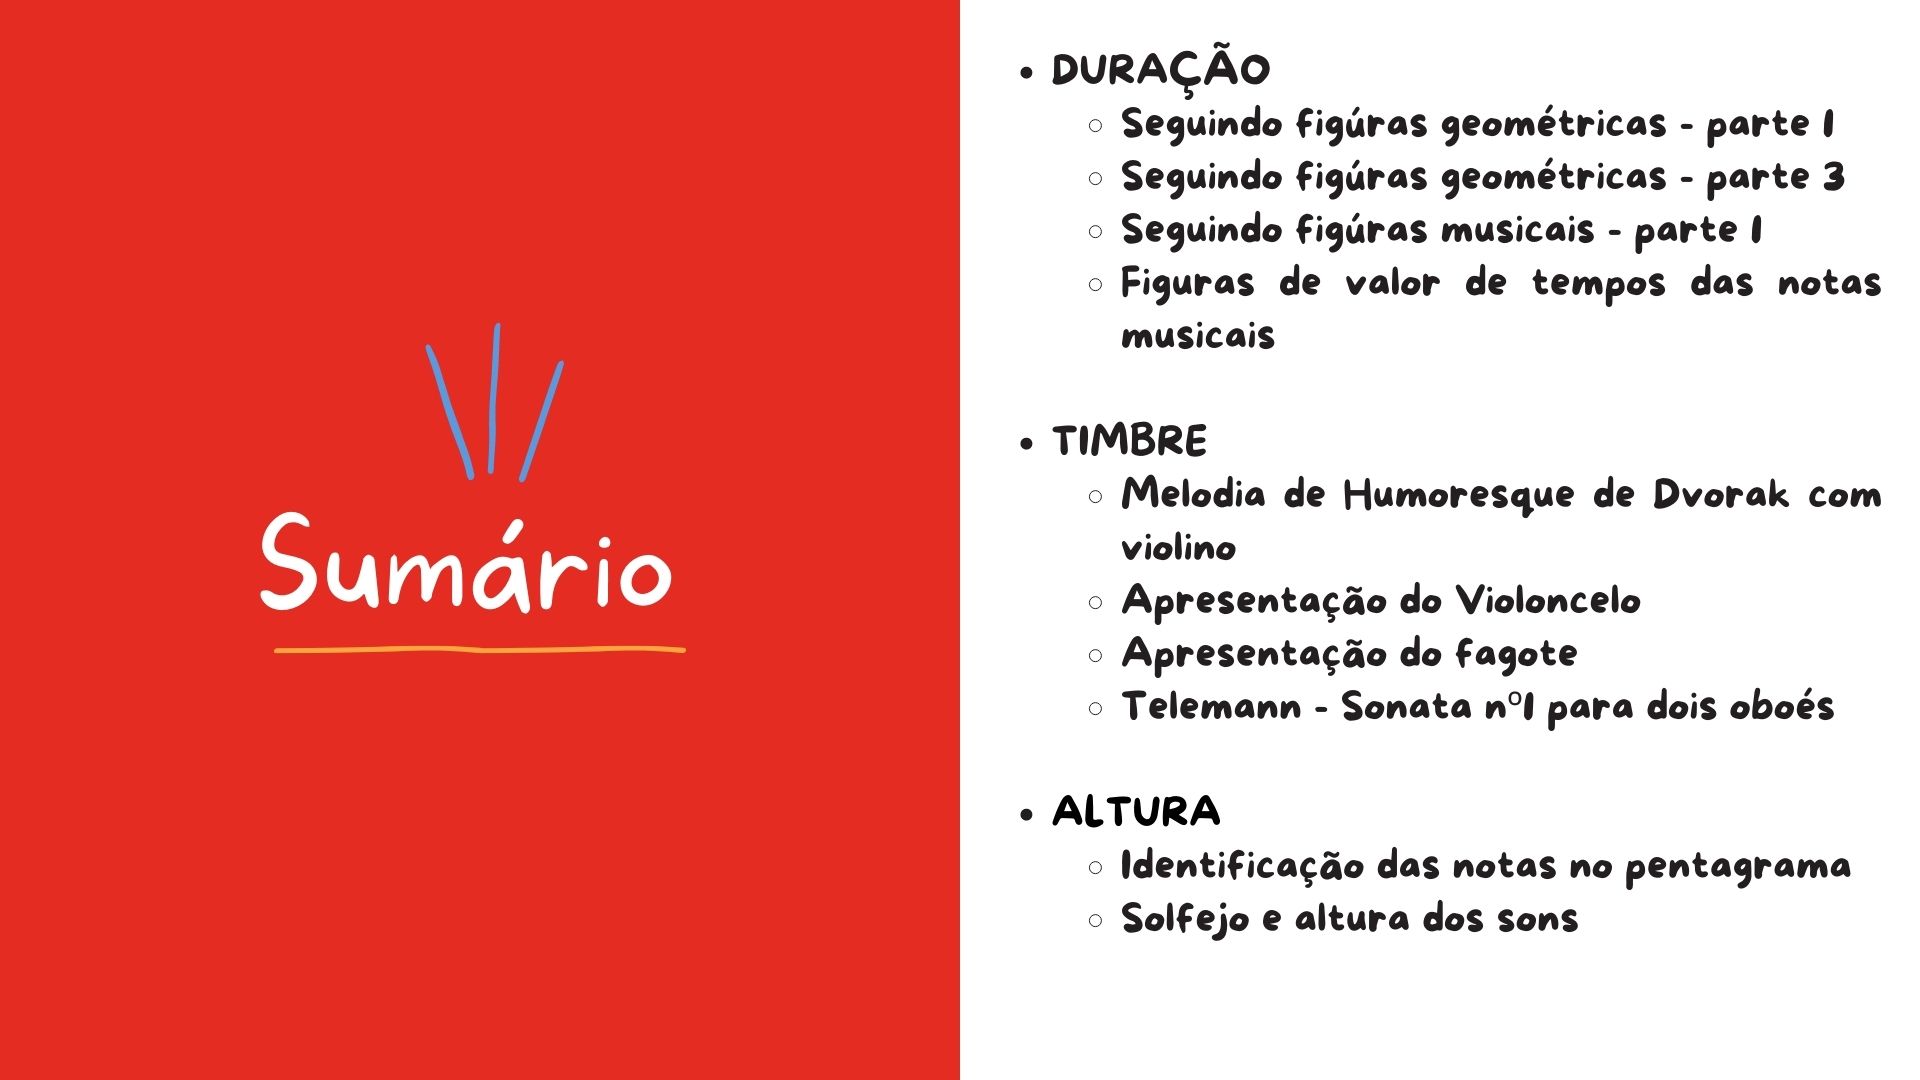 Sumário
DURAÇÃO
Seguindo figúras geométricas - parte 1
Seguindo figúras geométricas - parte 3
Seguindo figúras musicais - parte 1
Figuras de valor de tempos das notas
musicais
TIMBRE
Melodia de Humoresque de Dvorak com
violino
Apresentação do Violoncelo
Apresentação do fagote
Telemann - Sonata nº1 para dois oboés
ALTURA
Identificação das notas no pentagrama
Solfejo e altura dos sons